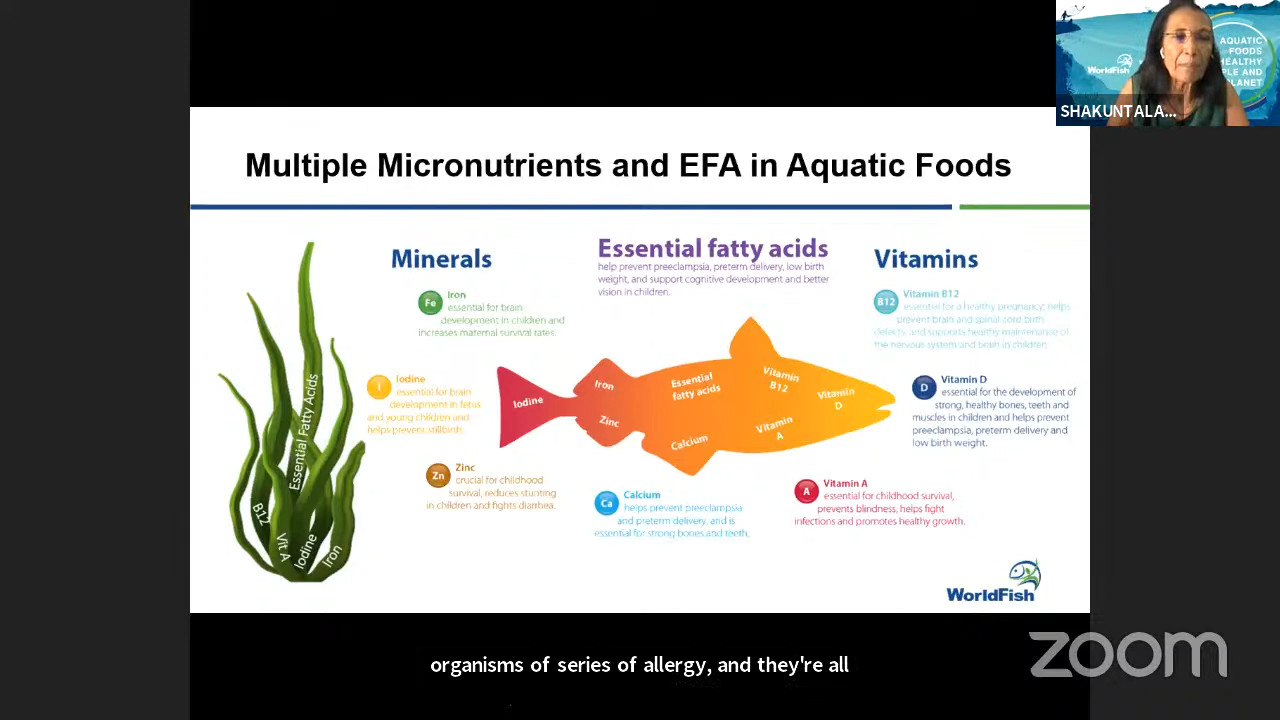 Multiple Micronutrients and EFA in Aquatic Foods
Minerals
Fe
Iron
essential for brain
development in children and
increases maternal survival rates.
I
Iodine
essential for brain
development in fetus
and young children and
helps prevent stillbirth.
Zn
Zinc
crucial for childhood
survival, reduces stunting
in children and fights diarrhea.
Essential fatty acids
help prevent preeclampsia, preterm delivery, low birth
weight, and support cognitive development and better
vision in children.
Ca
Calcium
helps prevent preeclampsia
and preterm delivery, and is
essential for strong bones and teeth.
Vitamins
B12
Vitamin B12
essential for a healthy pregnancy; helps
prevent brain and spinal cord birth
defects, and supports healthy maintenance of
the nervous system and brain in children.
D
Vitamin D
essential for the development of
strong, healthy bones, teeth and
muscles in children and helps prevent
preeclampsia, preterm delivery and
low birth weight.
A
Vitamin A
essential for childhood survival,
prevents blindness, helps fight
infections and promotes healthy growth.
Essential Fatty Acids
B12
Vit A
Iodine
Iron
Iodine
Iron
Zinc
Essential
fatty acids
Calcium
Vitamin
B12
Vitamin
A
Vitamin
D
WorldFish
WorldFish
AQUATIC
FOODS
HEALTHY
PLE AND
PLANET
SHAKUNTALA...
organisms of series of allergy, and they're all
zoom